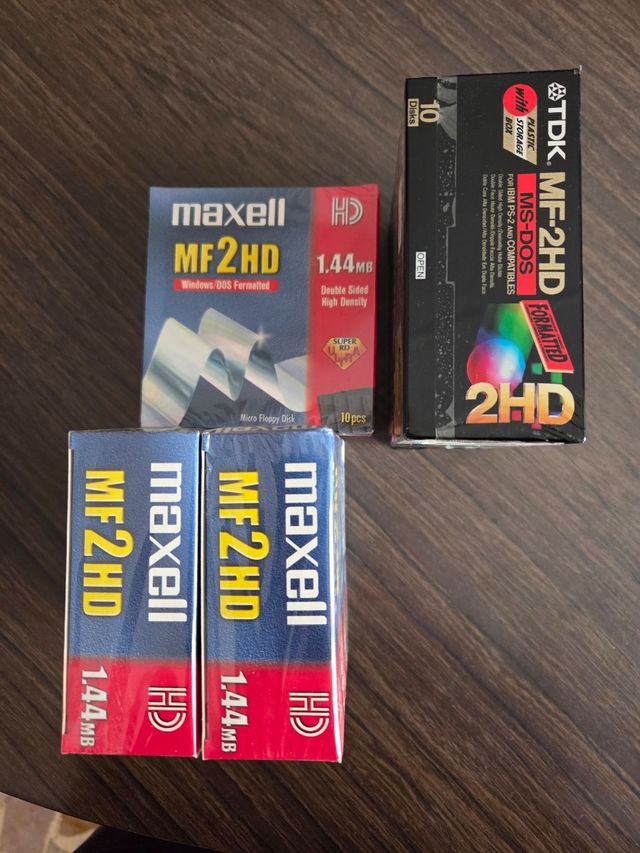 maxell
HD
MF2HD
Windows/DOS Formatted
1.44MB
Double Sided
High Density
SUPER
RD
ULTRA
Micro Floppy Disk
10pcs
10
Disks
with
PLASTIC
STORAGE
BOX
TDK
MF-2HD
MS-DOS
FOR IBM PS-2 AND COMPATIBLES
FORMATTED
2HD
OPEN
maxell
MF2HD
1.44MB
HD
maxell
MF2HD
1.44MB
HD